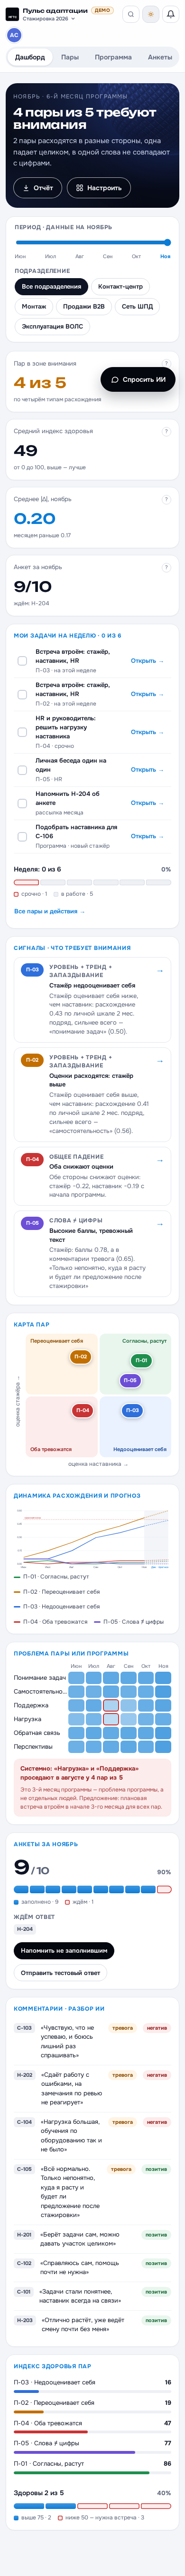 Пульс адаптации ДЕМО
Стажировка 2026
АС
Дашборд Пары Программа Анкеты
НОЯБРЬ · 6-Й МЕСЯЦ ПРОГРАММЫ
4 пары из 5 требуют
внимания
2 пары расходятся в разные стороны, одна
падает целиком, в одной слова не совпадают
с цифрами.
Отчёт Настроить
ПЕРИОД · ДАННЫЕ НА НОЯБРЬ
Июн Июл Авг Сен Окт Ноя
ПОДРАЗДЕЛЕНИЕ
Все подразделения Контакт-центр
Монтаж Продажи B2B Сеть ШПД
Эксплуатация ВОЛС
Пар в зоне внимания ?
4 из 5
Спросить ИИ
по четырём типам расхождения
Средний индекс здоровья ?
49
от 0 до 100, выше — лучше
Среднее |Δ|, ноябрь ?
0.20
месяцем раньше 0.17
Анкет за ноябрь ?
9/10
ждём: Н-204
МОИ ЗАДАЧИ НА НЕДЕЛЮ · 0 ИЗ 6
Встреча втроём: стажёр,
наставник, HR
П-03 · на этой неделе
Открыть →
Встреча втроём: стажёр,
наставник, HR
П-02 · на этой неделе
Открыть →
HR и руководитель:
решить нагрузку
наставника
П-04 · срочно
Открыть →
Личная беседа один на
один
П-05 · HR
Открыть →
Напомнить Н-204 об
анкете
рассылка месяца
Открыть →
Подобрать наставника для
С-106
Программа · новый стажёр
Открыть →
Неделя: 0 из 6 0%
срочно · 1 в работе · 5
Все пары и действия →
СИГНАЛЫ · ЧТО ТРЕБУЕТ ВНИМАНИЯ
П-03 УРОВЕНЬ + ТРЕНД + →
ЗАПАЗДЫВАНИЕ
Стажёр недооценивает себя
Стажёр оценивает себя ниже,
чем наставник: расхождение
0.43 по личной шкале 2 мес.
подряд, сильнее всего —
«понимание задач» (0.50).
П-02 УРОВЕНЬ + ТРЕНД + →
ЗАПАЗДЫВАНИЕ
Оценки расходятся: стажёр
выше
Стажёр оценивает себя выше,
чем наставник: расхождение 0.41
по личной шкале 2 мес. подряд,
сильнее всего —
«самостоятельность» (0.56).
П-04 ОБЩЕЕ ПАДЕНИЕ →
Оба снижают оценки
Обе стороны снижают оценки:
стажёр −0.22, наставник −0.19 с
начала программы.
П-05 СЛОВА ≠ ЦИФРЫ →
Высокие баллы, тревожный
текст
Стажёр: баллы 0.78, а в
комментарии тревога (0.65).
«Только непонятно, куда я расту
и будет ли предложение после
стажировки»
КАРТА ПАР
Переоценивает себя Согласны, растут
П-02 П-01
П-05
П-04 П-03
Оба тревожатся Недооценивает себя
оценка стажёра →
оценка наставника →
ДИНАМИКА РАСХОЖДЕНИЯ И ПРОГНОЗ
П-01 · Согласны, растут
П-02 · Переоценивает себя
П-03 · Недооценивает себя
П-04 · Оба тревожатся П-05 · Слова ≠ цифры
ПРОБЛЕМА ПАРЫ ИЛИ ПРОГРАММЫ
Июн Июл Авг Сен Окт Ноя
Понимание задач
Самостоятельно...
Поддержка
Нагрузка
Обратная связь
Перспективы
Системно: «Нагрузка» и «Поддержка»
проседают в августе у 4 пар из 5
Это 3-й месяц программы — проблема программы, а
не отдельных людей. Предложение: плановая
встреча втроём в начале 3-го месяца для всех пар.
АНКЕТЫ ЗА НОЯБРЬ
9 / 10 90%
заполнено · 9 ждём · 1
ЖДЁМ ОТВЕТ
Н-204
Напомнить не заполнившим
Отправить тестовый ответ
КОММЕНТАРИИ · РАЗБОР ИИ
С-103 «Чувствую, что не тревога негатив
успеваю, и боюсь
лишний раз
спрашивать»
Н-202 «Сдаёт работу с тревога негатив
ошибками, на
замечания по ревью
не реагирует»
С-104 «Нагрузка большая, тревога негатив
обучения по
оборудованию так и
не было»
С-105 «Всё нормально. тревога позитив
Только непонятно,
куда я расту и
будет ли
предложение после
стажировки»
Н-201 «Берёт задачи сам, можно позитив
давать участок целиком»
С-102 «Справляюсь сам, помощь позитив
почти не нужна»
С-101 «Задачи стали понятнее, позитив
наставник всегда на связи»
Н-203 «Отлично растёт, уже ведёт позитив
смену почти без меня»
ИНДЕКС ЗДОРОВЬЯ ПАР
П-03 · Недооценивает себя 16
П-02 · Переоценивает себя 19
П-04 · Оба тревожатся 47
П-05 · Слова ≠ цифры 77
П-01 · Согласны, растут 86
Здоровы 2 из 5 40%
выше 75 · 2 ниже 50 — нужна встреча · 3